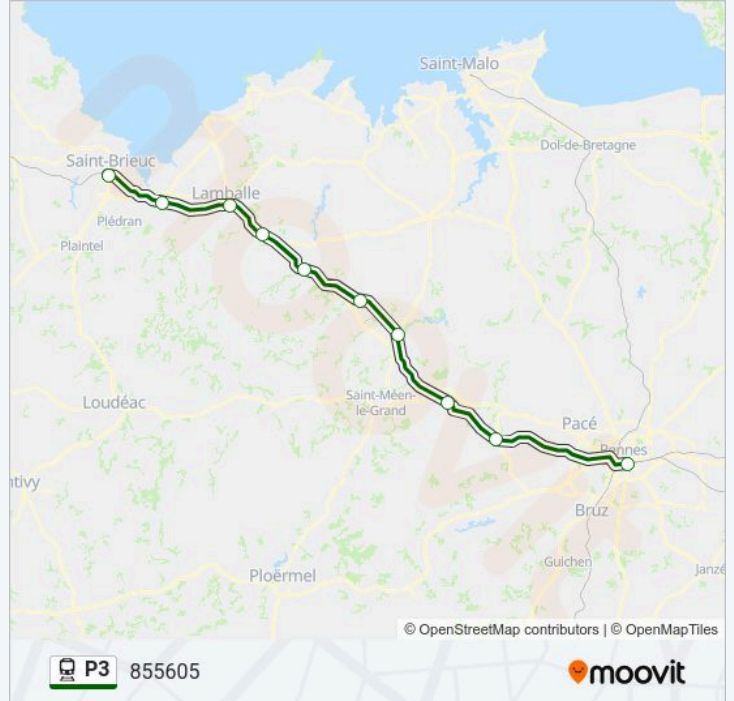 Saint-Malo
Dol-de-Bretagne
Saint-Brieuc
Lamballe
Plédran
Plaintel
Saint-Méen-
le-Grand
Loudéac
Pacé
Rennes
ntivy
Bruz
Guichen
Janzé
Ploërmel
© OpenStreetMap contributors | © OpenMapTiles
P3 855605
moovit